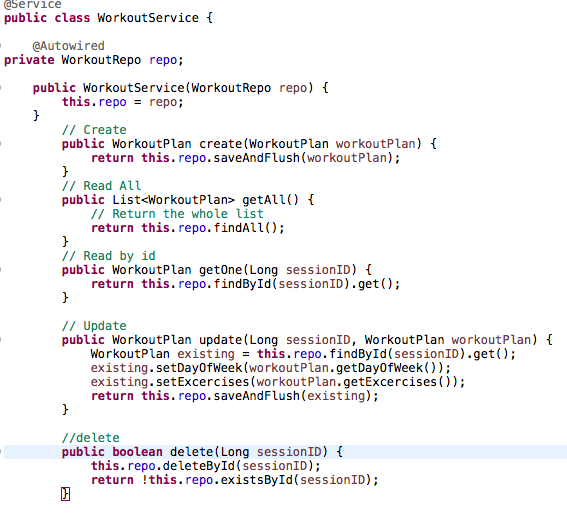 @Service
public class WorkoutService {
@Autowired
private WorkoutRepo repo;
public WorkoutService(WorkoutRepo repo) {
this.repo = repo;
}
// Create
public WorkoutPlan create(WorkoutPlan workoutPlan) {
return this.repo.saveAndFlush(workoutPlan);
}
// Read All
public List<WorkoutPlan> getAll() {
// Return the whole list
return this.repo.findAll();
}
// Read by id
public WorkoutPlan getOne(Long sessionID) {
return this.repo.findById(sessionID).get();
}
// Update
public WorkoutPlan update(Long sessionID, WorkoutPlan workoutPlan) {
WorkoutPlan existing = this.repo.findById(sessionID).get();
existing.setDayOfWeek(workoutPlan.getDayOfWeek());
existing.setExcercises(workoutPlan.getExcercises());
return this.repo.saveAndFlush(existing);
}
//delete
public boolean delete(Long sessionID) {
this.repo.deleteById(sessionID);
return !this.repo.existsById(sessionID);
}